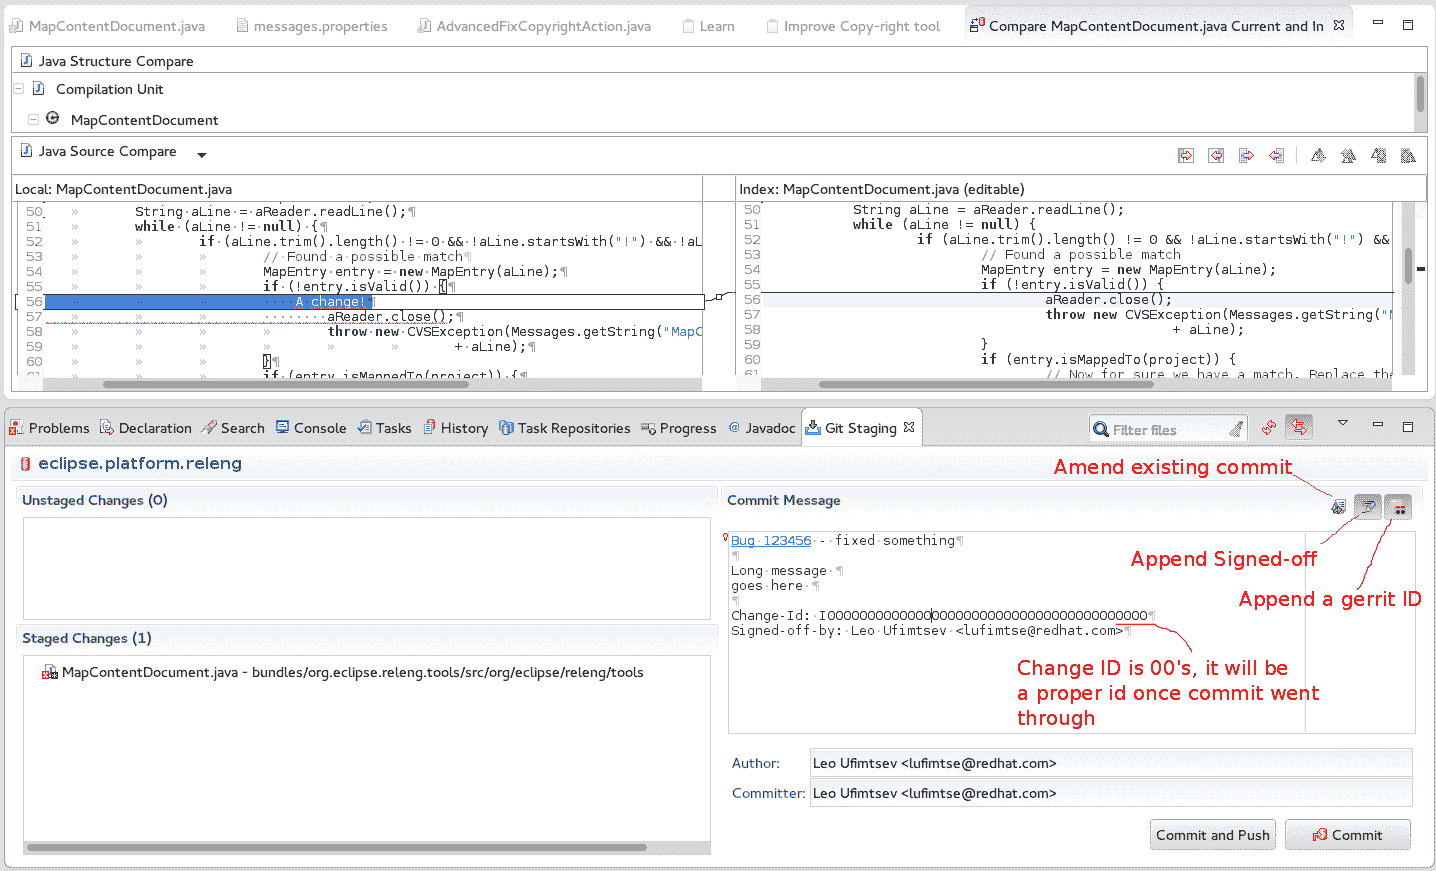 MapContentDocument.java messages.properties AdvancedFixCopyrightAction.java Learn Improve Copy-right tool Compare MapContentDocument.java Current and In
Java Structure Compare
Compilation Unit
MapContentDocument
Java Source Compare
Local: MapContentDocument.java
50 » String·aLine·=·aReader.readLine();¶
51 » while·(aLine·!=·null)·{¶
52 » » if·(aLine.trim().length()·!=·0·&&·!aLine.startsWith("!")·&&·!aL
53 » » » //·Found·a·possible·match¶
54 » » » MapEntry·entry·=·new·MapEntry(aLine);¶
55 » » » if·(!entry.isValid())·{¶
56 » » » ····A·change!¶
57 » » » ········aReader.close();¶
58 » » » » throw·new·CVSException(Messages.getString("MapC
59 » » » » » » +·aLine);¶
60 » » » }¶
61 » » » if·(entry.isMappedTo(project))·{¶
Index: MapContentDocument.java (editable)
50 String aLine = aReader.readLine();
51 while (aLine != null) {
52 if (aLine.trim().length() != 0 && !aLine.startsWith("!") &&
53 // Found a possible match
54 MapEntry entry = new MapEntry(aLine);
55 if (!entry.isValid()) {
56 aReader.close();
57 throw new CVSException(Messages.getString("M
58 + aLine);
59 }
60 if (entry.isMappedTo(project)) {
61 // Now for sure we have a match. Replace the
Problems Declaration Search Console Tasks History Task Repositories Progress Javadoc Git Staging Filter files
eclipse.platform.releng
Amend existing commit
Unstaged Changes (0)
Staged Changes (1)
MapContentDocument.java - bundles/org.eclipse.releng.tools/src/org/eclipse/releng/tools
Commit Message
Bug·123456·-·fixed·something¶
¶
Long·message·¶
goes·here·¶
¶
Change-Id:·I0000000000000000000000000000000000000000¶
Signed-off-by:·Leo·Ufimtsev·<lufimtse@redhat.com>¶
Append Signed-off
Append a gerrit ID
Change ID is 00's, it will be
a proper id once commit went
through
Author: Leo Ufimtsev <lufimtse@redhat.com>
Committer: Leo Ufimtsev <lufimtse@redhat.com>
Commit and Push Commit